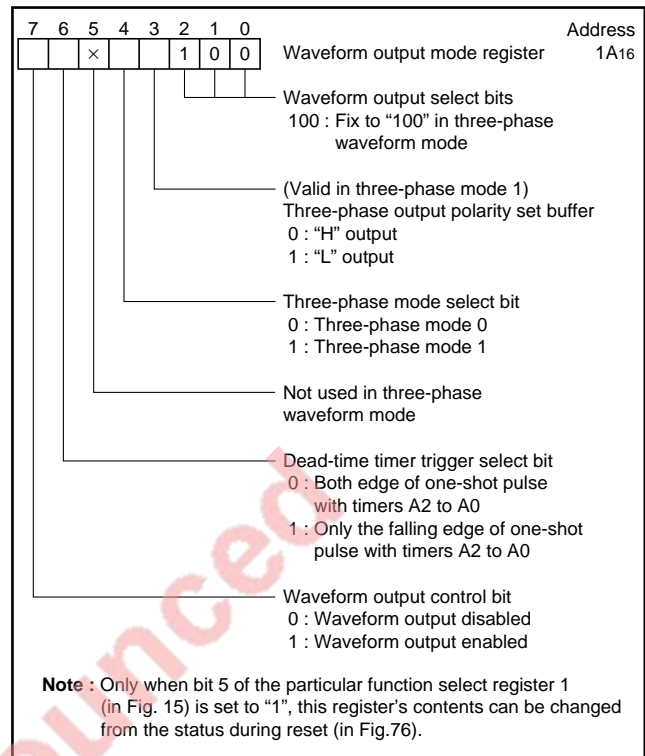 7 6 5 4 3 2 1 0 Address
× 1 0 0 Waveform output mode register 1A16
Waveform output select bits
100 : Fix to “100” in three-phase
waveform mode
(Valid in three-phase mode 1)
Three-phase output polarity set buffer
0 : “H” output
1 : “L” output
Three-phase mode select bit
0 : Three-phase mode 0
1 : Three-phase mode 1
Not used in three-phase
waveform mode
Dead-time timer trigger select bit
0 : Both edge of one-shot pulse
with timers A2 to A0
1 : Only the falling edge of one-shot
pulse with timers A2 to A0
Waveform output control bit
0 : Waveform output disabled
1 : Waveform output enabled
Note : Only when bit 5 of the particular function select register 1
(in Fig. 15) is set to “1”, this register’s contents can be changed
from the status during reset (in Fig.76).